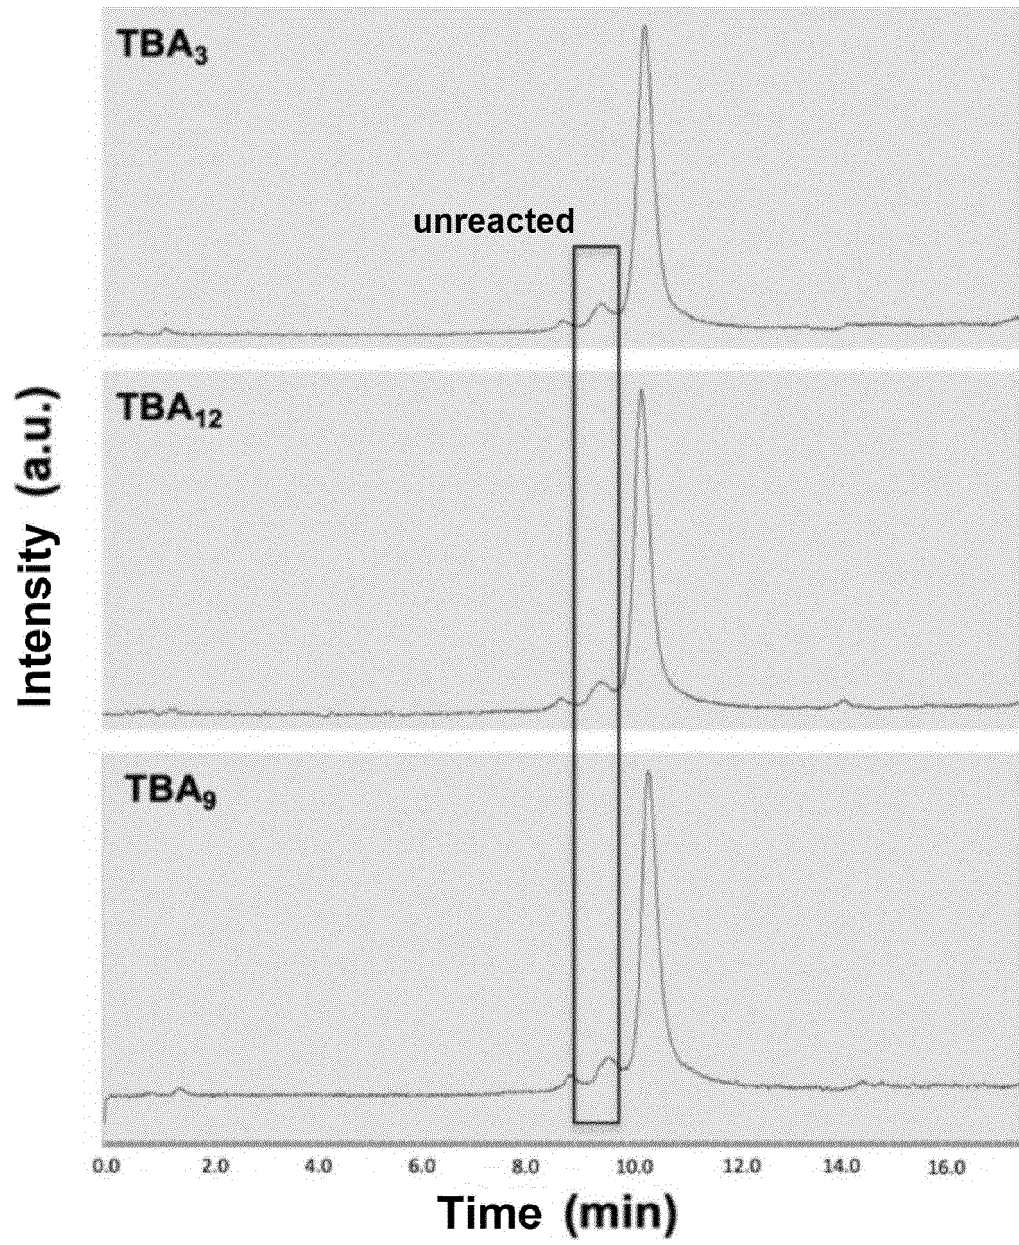 TBA₃
unreacted
TBA₁₂
TBA₉
Intensity (a.u.)
0.0 2.0 4.0 6.0 8.0 10.0 12.0 14.0 16.0
Time (min)